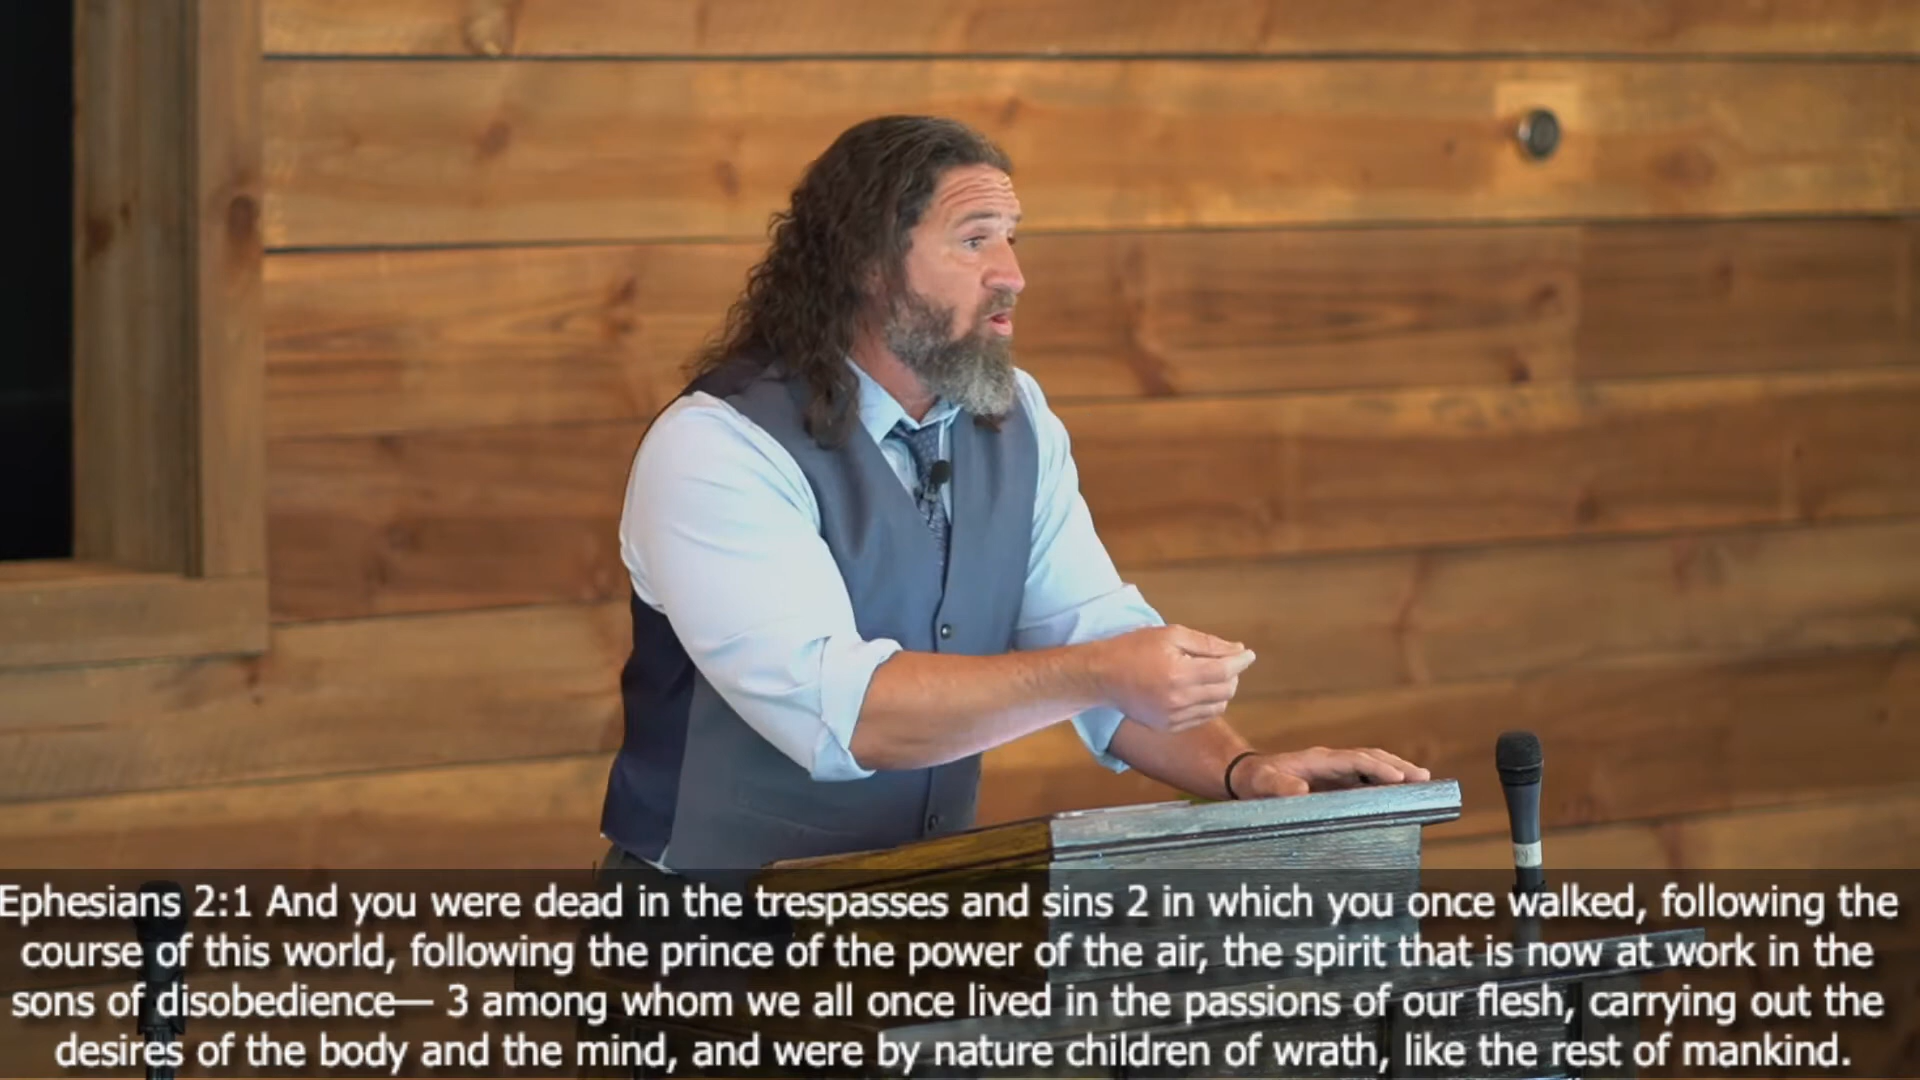 Ephesians 2:1 And you were dead in the trespasses and sins 2 in which you once walked, following the
course of this world, following the prince of the power of the air, the spirit that is now at work in the
sons of disobedience— 3 among whom we all once lived in the passions of our flesh, carrying out the
desires of the body and the mind, and were by nature children of wrath, like the rest of mankind.